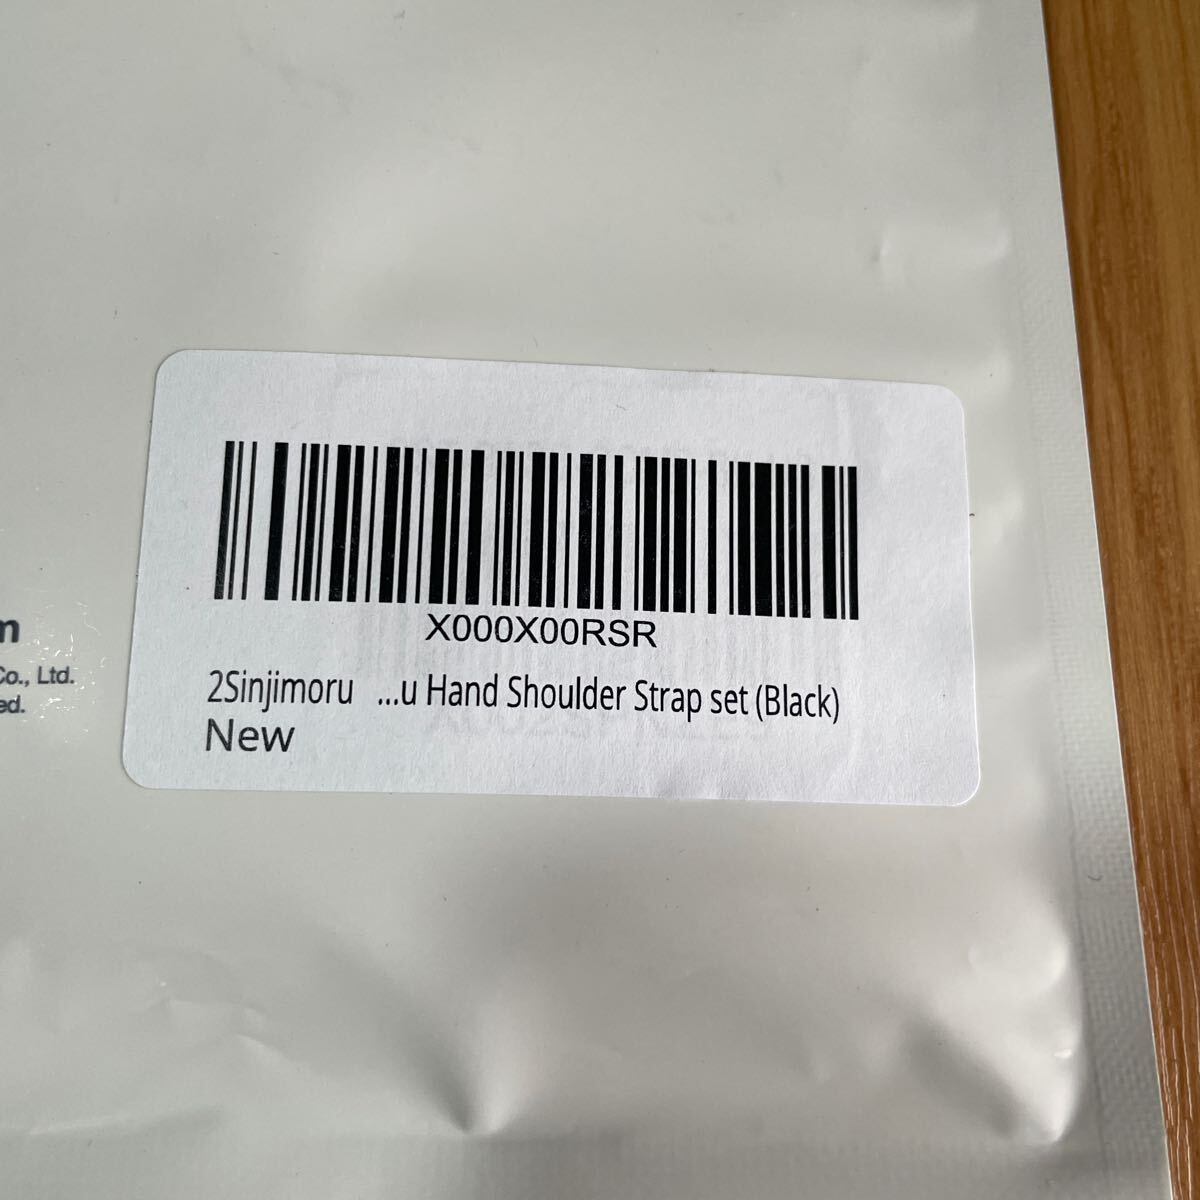 m
Co., Ltd.
ed.
X000X00RSR
2Sinjimoru ...u Hand Shoulder Strap set (Black)
New